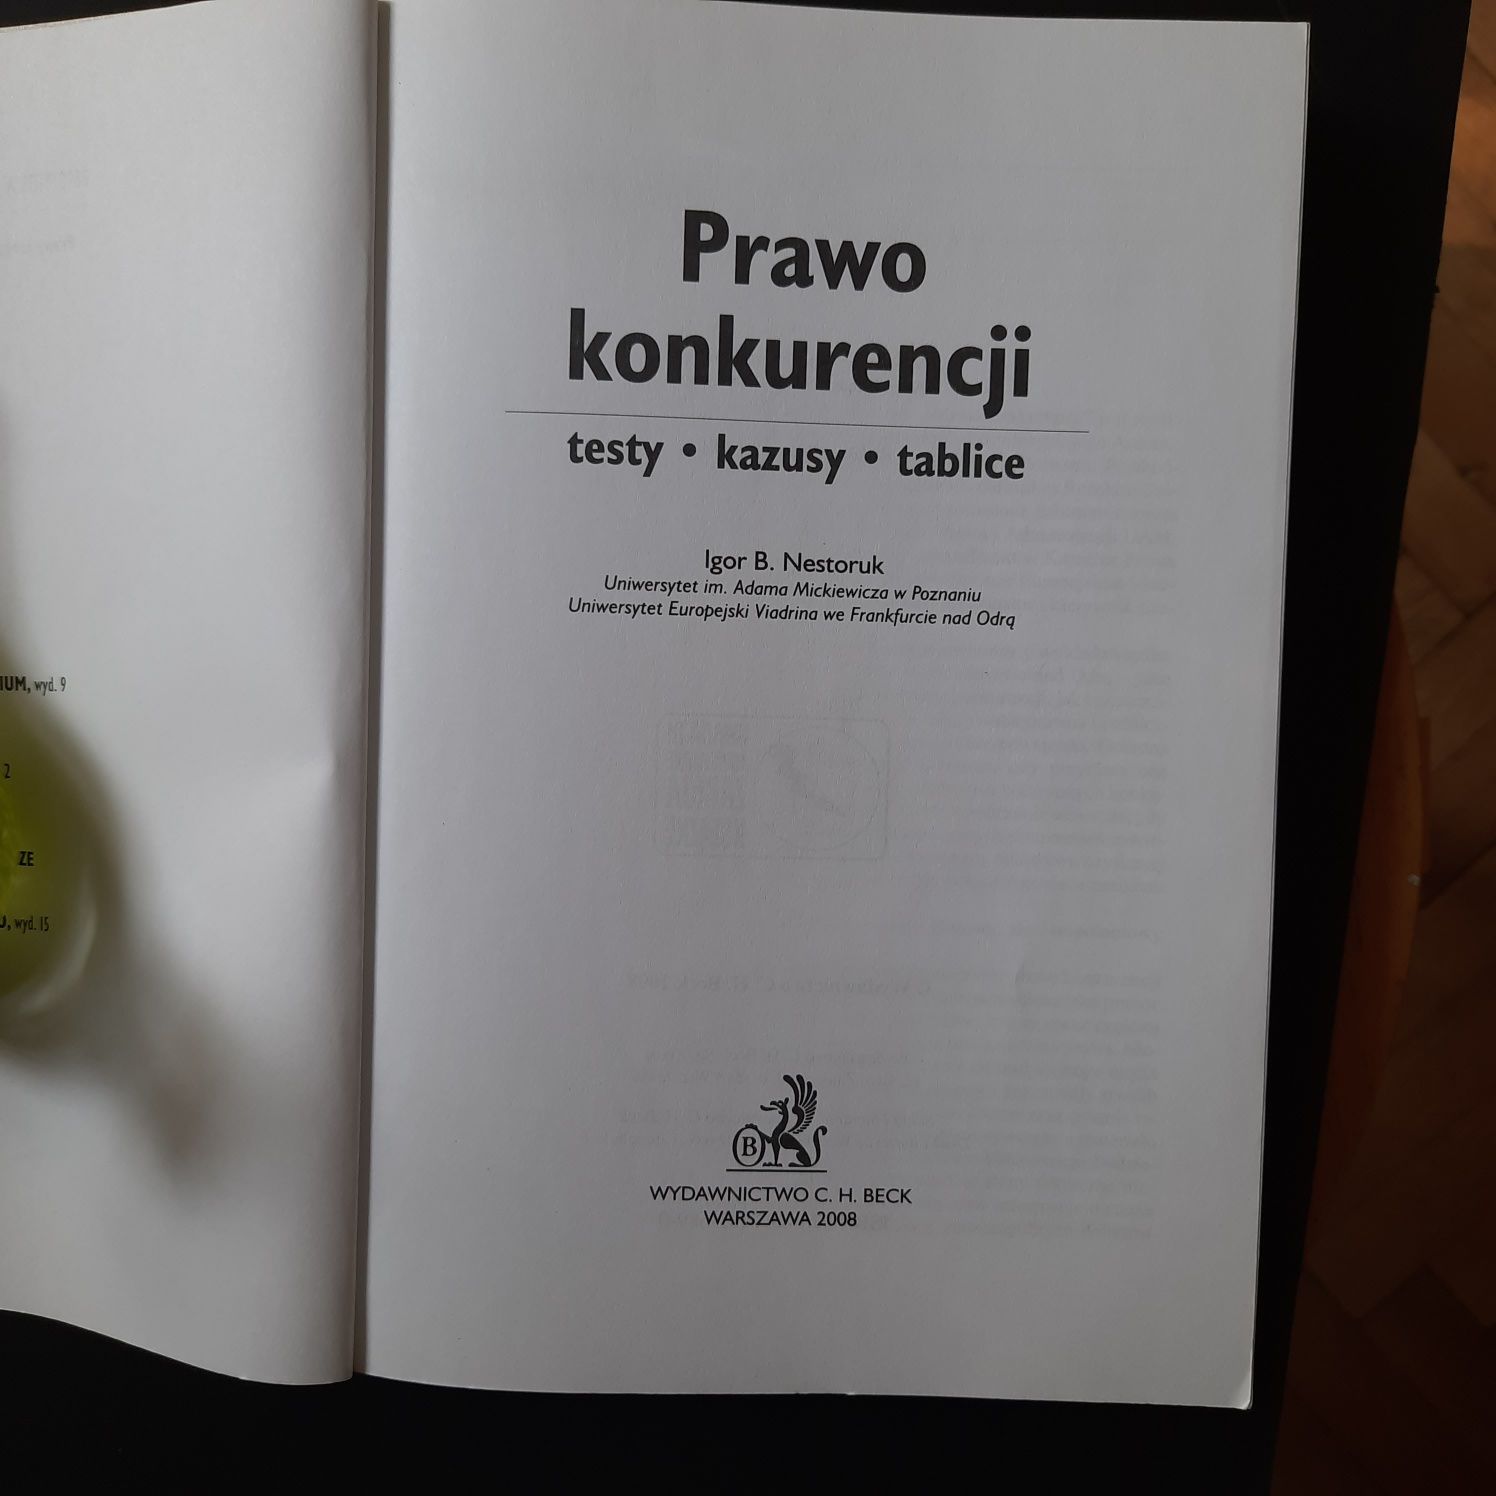 IUM, wyd. 9
2
ZE
wyd. 15
Prawo
konkurencji
testy • kazusy • tablice
Igor B. Nestoruk
Uniwersytet im. Adama Mickiewicza w Poznaniu
Uniwersytet Europejski Viadrina we Frankfurcie nad Odrą
B
WYDAWNICTWO C. H. BECK
WARSZAWA 2008